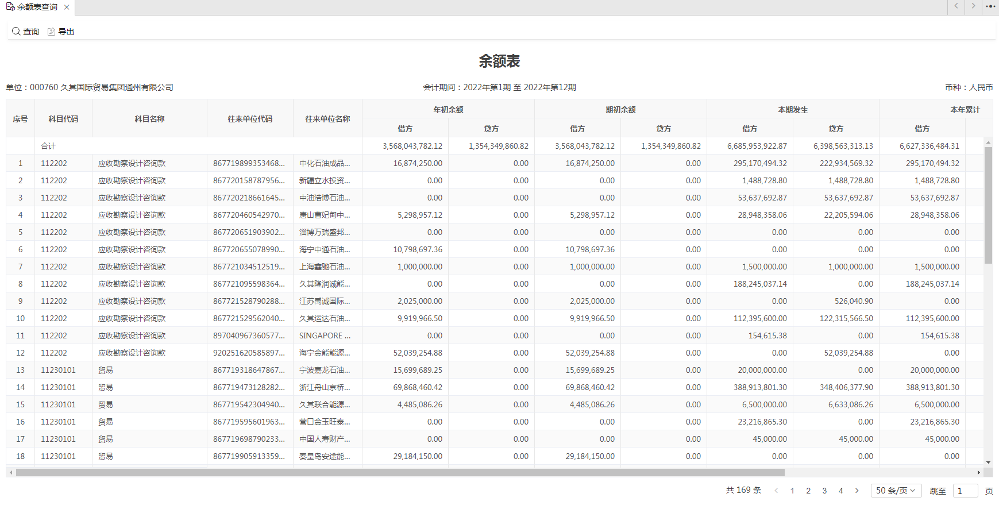 余额表查询
查询 导出
余额表
单位：000760 久其国际贸易集团通州有限公司 会计期间：2022年第1期 至 2022年第12期 币种：人民币
序号 科目代码 科目名称 往来单位代码 往来单位名称 年初余额 期初余额 本期发生 本年累计
借方 贷方 借方 贷方 借方 贷方 借方
合计 3,568,043,782.12 1,354,349,860.82 3,568,043,782.12 1,354,349,860.82 6,685,953,922.87 6,398,563,313.13 6,627,336,484.31
1 112202 应收勘察设计咨询款 867719899353468... 中化石油成品... 16,874,250.00 0.00 16,874,250.00 0.00 295,170,494.32 222,934,569.32 295,170,494.32
2 112202 应收勘察设计咨询款 867720158787956... 新疆立水投资... 0.00 0.00 0.00 0.00 1,488,728.80 1,488,728.80 1,488,728.80
3 112202 应收勘察设计咨询款 867720218661645... 中油浩博石油... 0.00 0.00 0.00 0.00 53,637,692.87 53,637,692.87 53,637,692.87
4 112202 应收勘察设计咨询款 867720460542970... 唐山曹妃甸中... 5,298,957.12 0.00 5,298,957.12 0.00 28,948,358.06 22,205,594.06 28,948,358.06
5 112202 应收勘察设计咨询款 867720651903902... 淄博万瑞盛邦... 0.00 0.00 0.00 0.00 0.00 0.00 0.00
6 112202 应收勘察设计咨询款 867720655078990... 海宁中通石油... 10,798,697.36 0.00 10,798,697.36 0.00 0.00 0.00 0.00
7 112202 应收勘察设计咨询款 867721034512519... 上海鑫驰石油... 1,000,000.00 0.00 1,000,000.00 0.00 1,500,000.00 1,000,000.00 1,500,000.00
8 112202 应收勘察设计咨询款 867721095598364... 久其隆润诚能... 0.00 0.00 0.00 0.00 188,245,037.14 0.00 188,245,037.14
9 112202 应收勘察设计咨询款 867721528790288... 江苏禹诚国际... 2,025,000.00 0.00 2,025,000.00 0.00 0.00 526,040.90 0.00
10 112202 应收勘察设计咨询款 867721529562040... 久其运达石油... 9,919,966.50 0.00 9,919,966.50 0.00 112,395,600.00 122,315,566.50 112,395,600.00
11 112202 应收勘察设计咨询款 897040967360577... SINGAPORE ... 0.00 0.00 0.00 0.00 154,615.38 0.00 154,615.38
12 112202 应收勘察设计咨询款 920251620585897... 海宁金能能源... 52,039,254.88 0.00 52,039,254.88 0.00 0.00 52,039,254.88 0.00
13 11230101 贸易 867719318647867... 宁波嘉龙石油... 15,699,689.25 0.00 15,699,689.25 0.00 20,000,000.00 0.00 20,000,000.00
14 11230101 贸易 867719473128282... 浙江舟山京桥... 69,868,460.42 0.00 69,868,460.42 0.00 388,913,801.30 348,406,377.90 388,913,801.30
15 11230101 贸易 867719542304940... 久其联合能源... 4,485,086.26 0.00 4,485,086.26 0.00 6,500,000.00 6,633,086.26 6,500,000.00
16 11230101 贸易 867719595601963... 营口金玉旺泰... 0.00 0.00 0.00 0.00 23,216,865.30 0.00 23,216,865.30
17 11230101 贸易 867719698790233... 中国人寿财产... 0.00 0.00 0.00 0.00 45,000.00 45,000.00 45,000.00
18 11230101 贸易 867719905913359... 秦皇岛安途能... 29,184,150.00 0.00 29,184,150.00 0.00 0.00 0.00 0.00
共 169 条 1 2 3 4 50 条/页 跳至 1 页